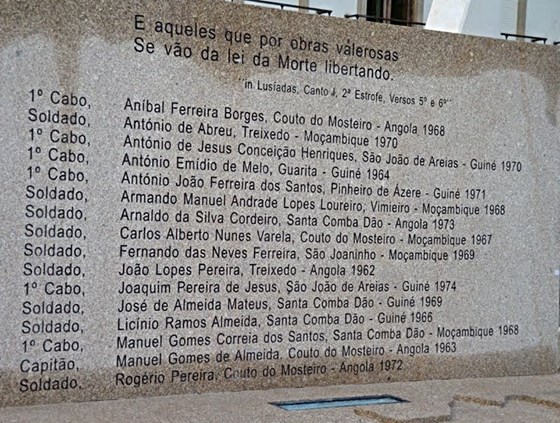 E aqueles que por obras valerosas
Se vão da lei da Morte libertando.
"in Lusíadas, Canto I, 2ª Estrofe, Versos 5º e 6º"
1º Cabo, Aníbal Ferreira Borges, Couto do Mosteiro - Angola 1968
Soldado, António de Abreu, Treixedo - Moçambique 1970
1º Cabo, António de Jesus Conceição Henriques, São João de Areias - Guiné 1970
1º Cabo, António Emídio de Melo, Guarita - Guiné 1964
1º Cabo, António João Ferreira dos Santos, Pinheiro de Ázere - Guiné 1971
Soldado, Armando Manuel Andrade Lopes Loureiro, Vimieiro - Moçambique 1968
Soldado, Arnaldo da Silva Cordeiro, Santa Comba Dão - Angola 1973
Soldado, Carlos Alberto Nunes Varela, Couto do Mosteiro - Moçambique 1967
Soldado, Fernando das Neves Ferreira, São Joaninho - Moçambique 1969
Soldado, João Lopes Pereira, Treixedo - Angola 1962
1º Cabo, Joaquim Pereira de Jesus, São João de Areias - Guiné 1974
Soldado, José de Almeida Mateus, Santa Comba Dão - Guiné 1969
Soldado, Licínio Ramos Almeida, Santa Comba Dão - Guiné 1966
1º Cabo, Manuel Gomes Correia dos Santos, Santa Comba Dão - Moçambique 1968
Capitão, Manuel Gomes de Almeida, Couto do Mosteiro - Angola 1963
Soldado, Rogério Pereira, Couto do Mosteiro - Angola 1972